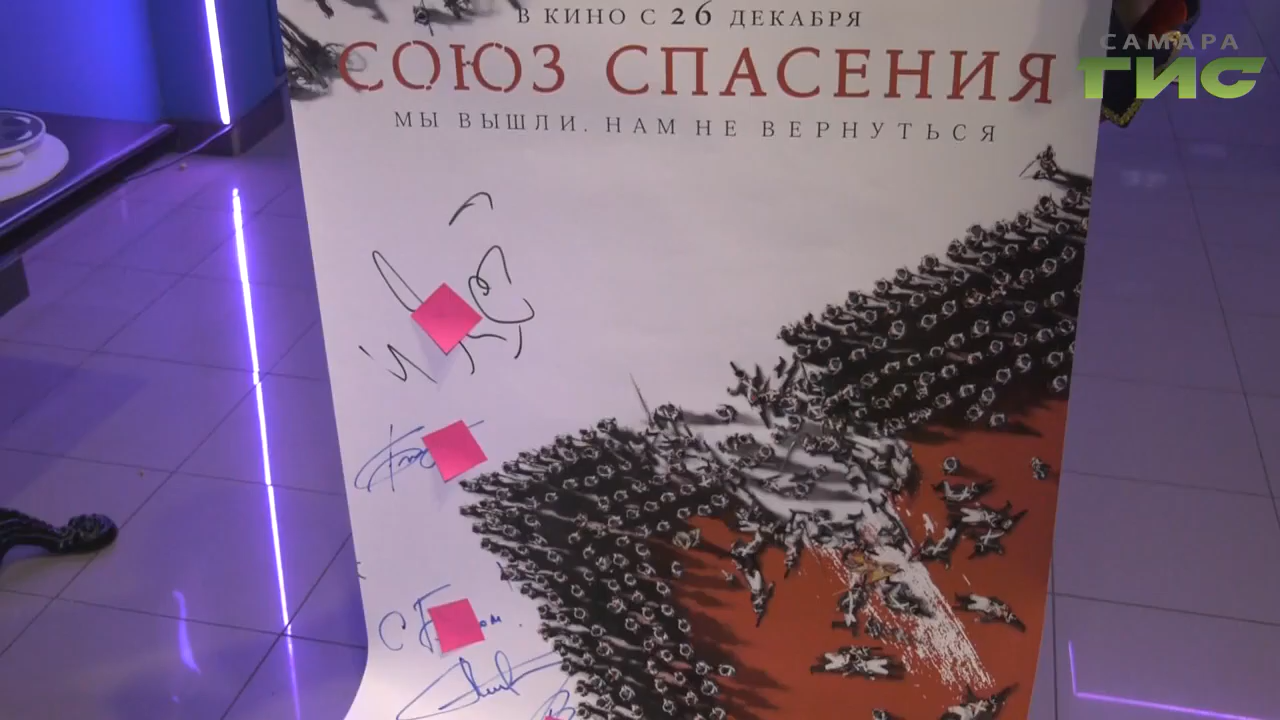 В КИНО С 26 ДЕКАБРЯ
СОЮЗ СПАСЕНИЯ
САМАРА
ГИС
МЫ ВЫШЛИ. НАМ НЕ ВЕРНУТЬСЯ
С